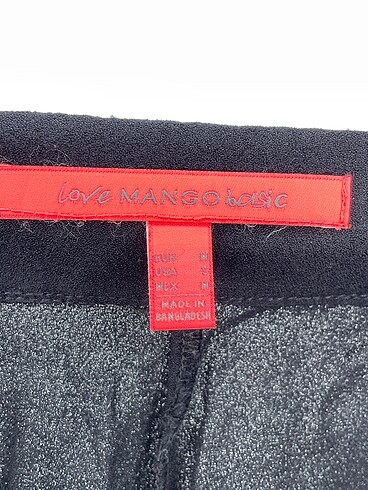 love MANGO basic
EUR M
USA S
MEX M
MADE IN
BANGLADESH